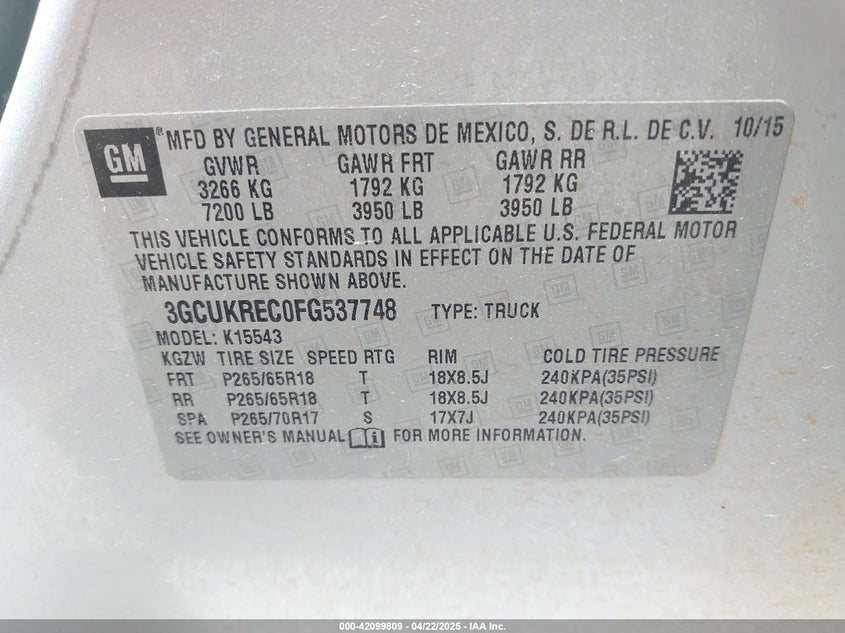 GM ® MFD BY GENERAL MOTORS DE MEXICO, S. DE R.L. DE C.V. 10/15
GVWR GAWR FRT GAWR RR
3266 KG 1792 KG 1792 KG
7200 LB 3950 LB 3950 LB
THIS VEHICLE CONFORMS TO ALL APPLICABLE U.S. FEDERAL MOTOR
VEHICLE SAFETY STANDARDS IN EFFECT ON THE DATE OF
MANUFACTURE SHOWN ABOVE.
3GCUKREC0FG537748 TYPE: TRUCK
MODEL: K15543
KGZW TIRE SIZE SPEED RTG RIM COLD TIRE PRESSURE
FRT P265/65R18 T 18X8.5J 240KPA(35PSI)
RR P265/65R18 T 18X8.5J 240KPA(35PSI)
SPA P265/70R17 S 17X7J 240KPA(35PSI)
SEE OWNER'S MANUAL FOR MORE INFORMATION.
000-42099809 - 04/22/2025 - IAA Inc.